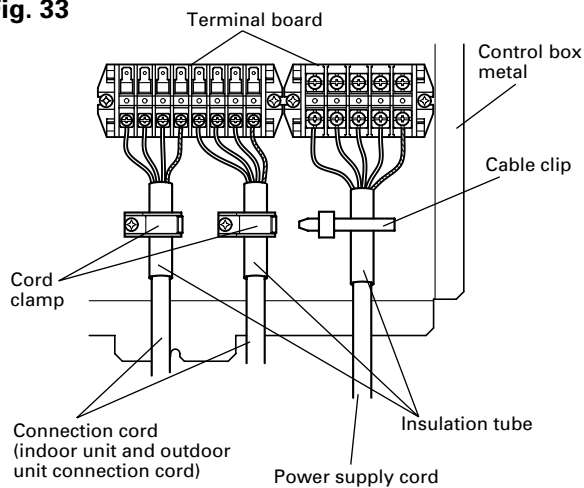 Fig. 33
Terminal board
Control box
metal
Cable clip
Cord
clamp
Insulation tube
Connection cord
(indoor unit and outdoor
unit connection cord)
Power supply cord